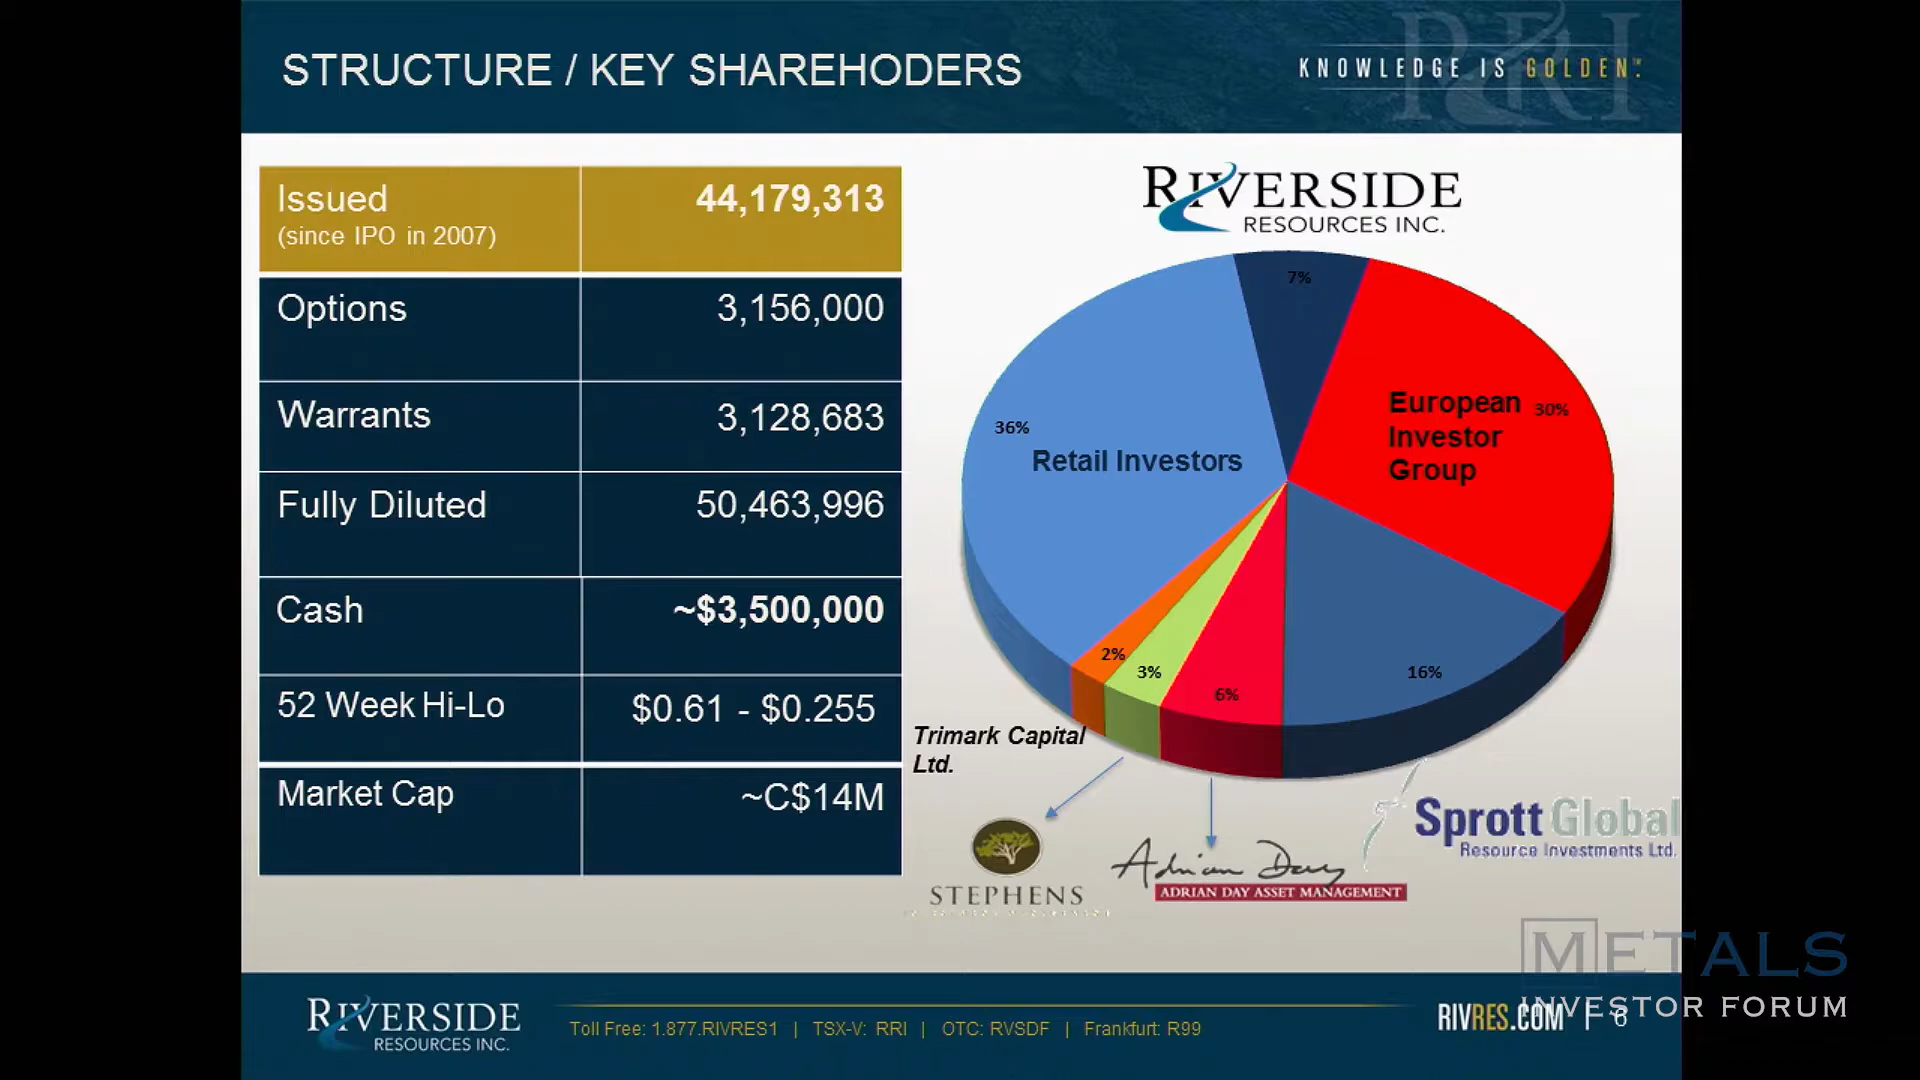 STRUCTURE / KEY SHAREHODERS
KNOWLEDGE IS GOLDEN™
Issued 44,179,313
(since IPO in 2007)
Options 3,156,000
Warrants 3,128,683
Fully Diluted 50,463,996
Cash ~$3,500,000
52 Week Hi-Lo $0.61 - $0.255
Market Cap ~C$14M
RIVERSIDE
RESOURCES INC.
7%
European
Investor
Group
30%
36%
Retail Investors
2%
3%
6%
16%
Trimark Capital
Ltd.
STEPHENS
Adrian Day
ADRIAN DAY ASSET MANAGEMENT
Sprott Global
Resource Investments Ltd.
RIVERSIDE
RESOURCES INC.
Toll Free: 1.877.RIVRES1 | TSX-V: RRI | OTC: RVSDF | Frankfurt: R99
RIVRES.COM | 6
METALS
INVESTOR FORUM